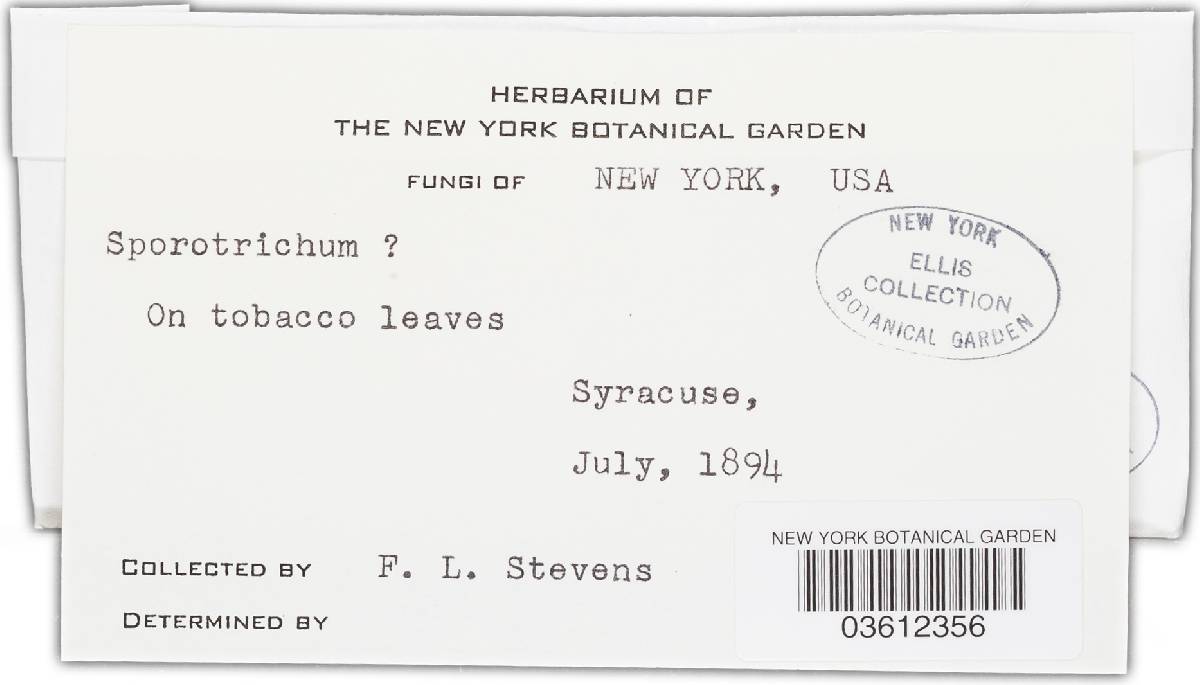 HERBARIUM OF
THE NEW YORK BOTANICAL GARDEN
FUNGI OF NEW YORK, USA
Sporotrichum ?
On tobacco leaves
NEW YORK
ELLIS
COLLECTION
BOTANICAL GARDEN
Syracuse,
July, 1894
COLLECTED BY F. L. Stevens
DETERMINED BY
NEW YORK BOTANICAL GARDEN
03612356